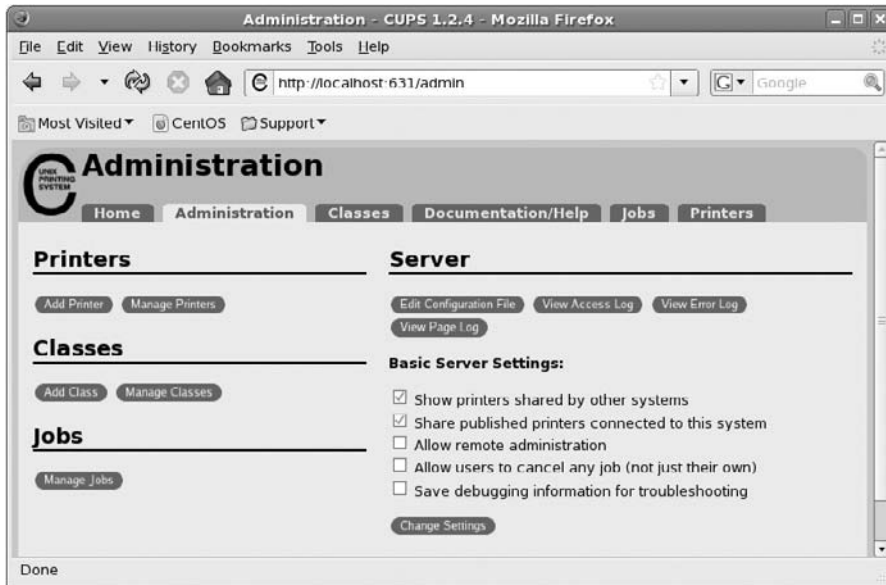 Administration - CUPS 1.2.4 - Mozilla Firefox
File Edit View History Bookmarks Tools Help
http://localhost:631/admin
G Google
Most Visited CentOS Support
UNIX PRINTING SYSTEM
Administration
Home Administration Classes Documentation/Help Jobs Printers
Printers
Add Printer Manage Printers
Classes
Add Class Manage Classes
Jobs
Manage Jobs
Server
Edit Configuration File View Access Log View Error Log
View Page Log
Basic Server Settings:
Show printers shared by other systems
Share published printers connected to this system
Allow remote administration
Allow users to cancel any job (not just their own)
Save debugging information for troubleshooting
Change Settings
Done